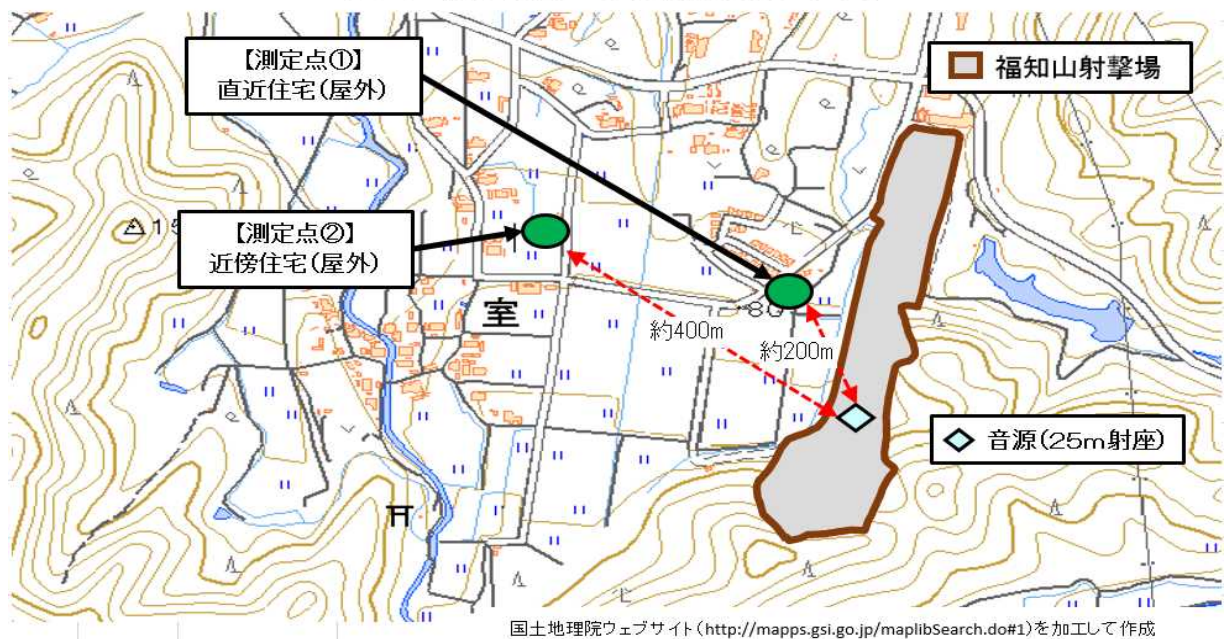 【測定点①】
直近住宅(屋外)
福知山射撃場
【測定点②】
近傍住宅(屋外)
室
80
約400m
約200m
音源(25m射座)
国土地理院ウェブサイト(http://mapps.gsi.go.jp/maplibSearch.do#1)を加工して作成